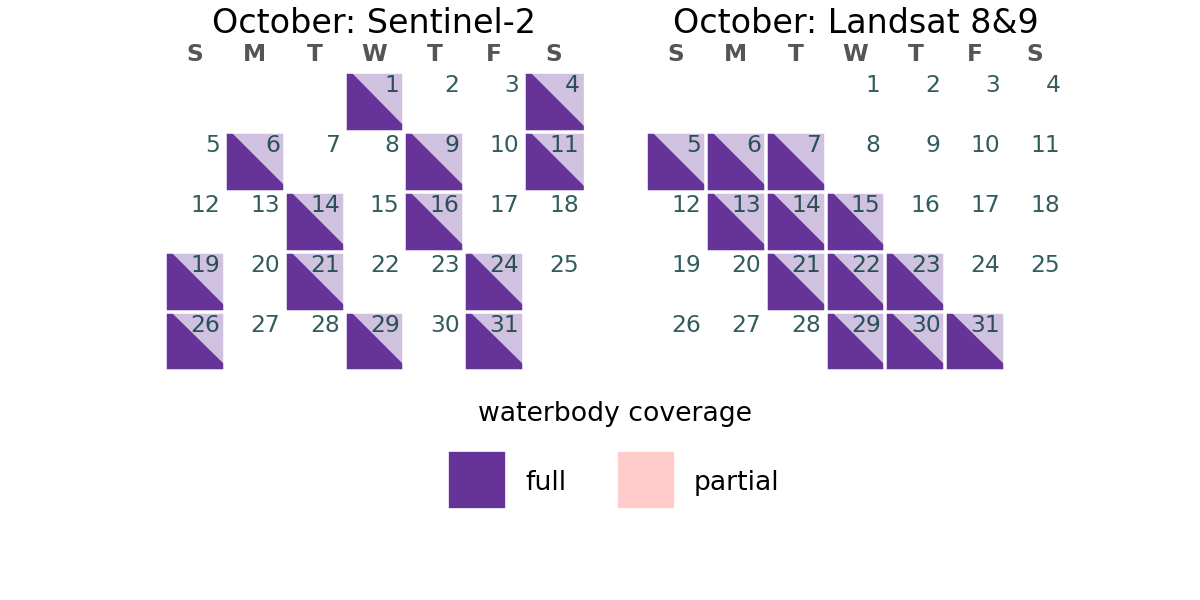 October: Sentinel-2
S M T W T F S
1 2 3 4
5 6 7 8 9 10 11
12 13 14 15 16 17 18
19 20 21 22 23 24 25
26 27 28 29 30 31
October: Landsat 8&9
S M T W T F S
1 2 3 4
5 6 7 8 9 10 11
12 13 14 15 16 17 18
19 20 21 22 23 24 25
26 27 28 29 30 31
waterbody coverage
full
partial